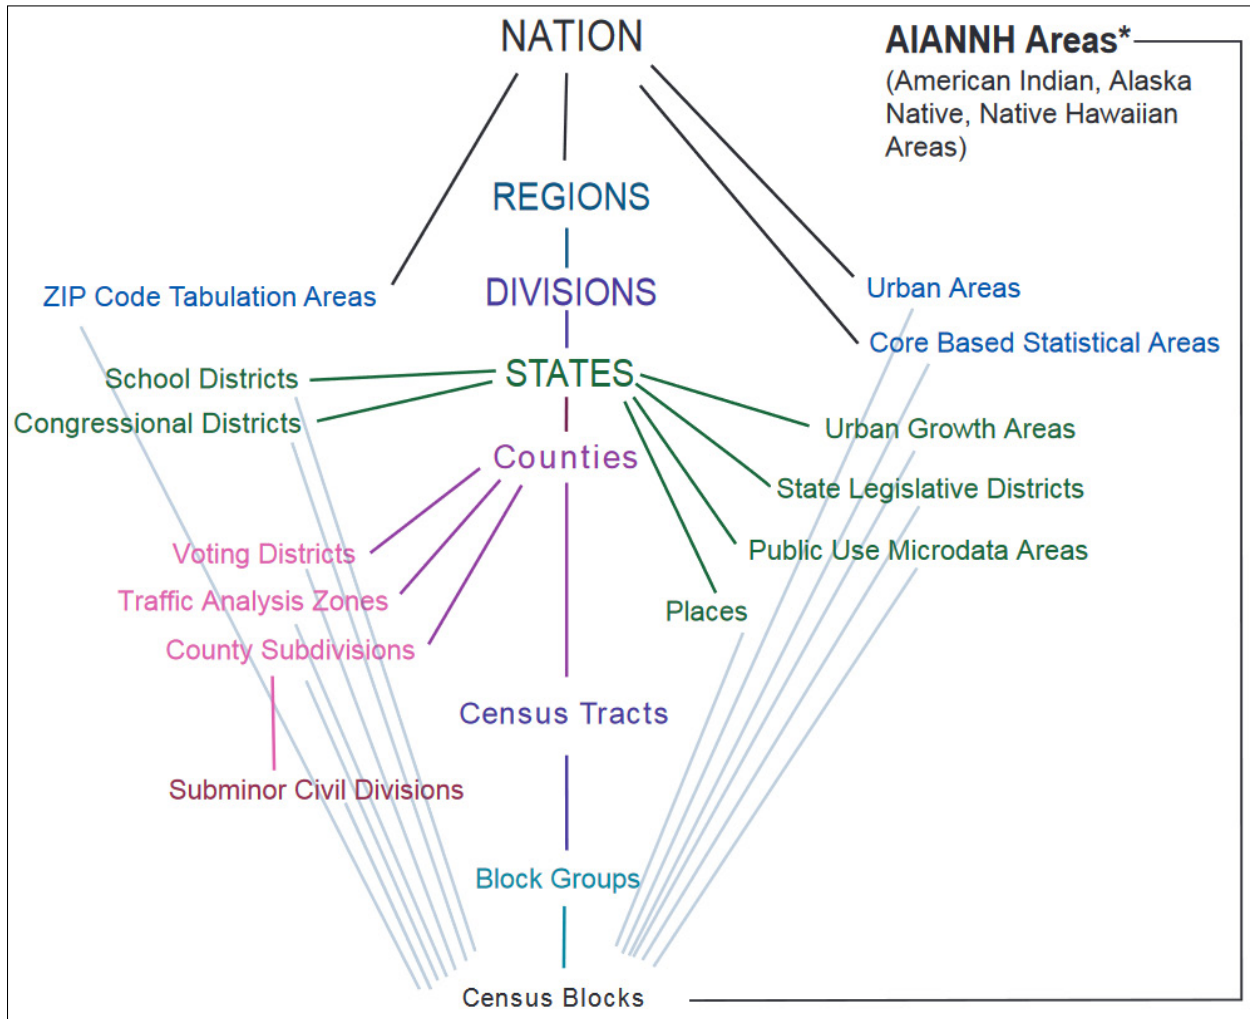 NATION
AIANNH Areas*
(American Indian, Alaska
Native, Native Hawaiian
Areas)
REGIONS
ZIP Code Tabulation Areas
DIVISIONS
Urban Areas
Core Based Statistical Areas
School Districts
STATES
Congressional Districts
Urban Growth Areas
Counties
State Legislative Districts
Voting Districts
Public Use Microdata Areas
Traffic Analysis Zones
Places
County Subdivisions
Census Tracts
Subminor Civil Divisions
Block Groups
Census Blocks